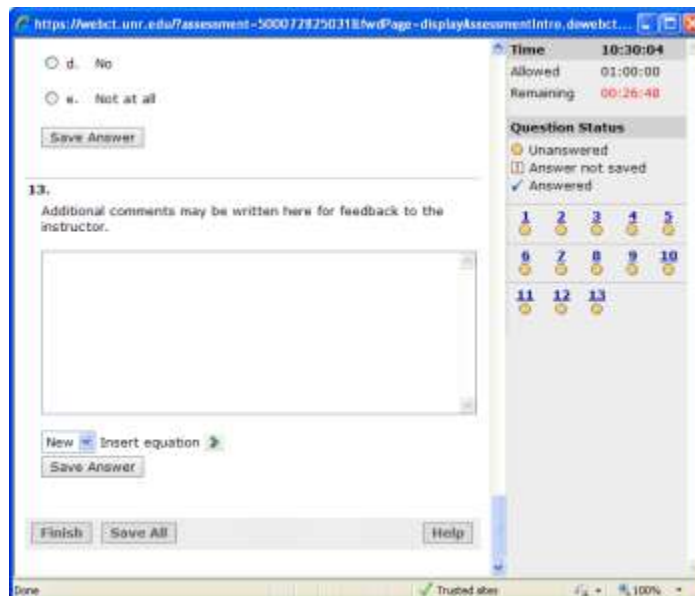 https://webct.unr.edu/?assessment=500072825031&fwdPage=displayAssessmentIntro.dowebct...
d. No
e. Not at all
Save Answer
13.
Additional comments may be written here for feedback to the
instructor.
New Insert equation
Save Answer
Finish Save All Help
Time 10:30:04
Allowed 01:00:00
Remaining 00:26:48
Question Status
Unanswered
Answer not saved
Answered
1 2 3 4 5
6 7 8 9 10
11 12 13
Done Trusted sites 100%